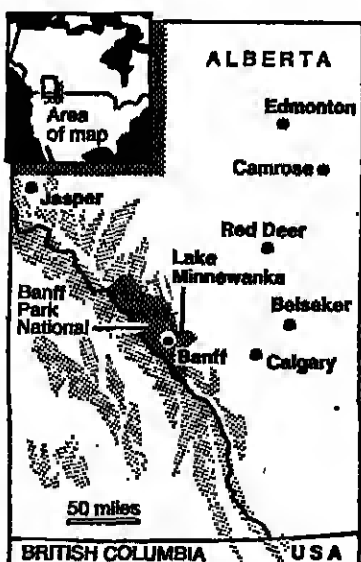 ALBERTA
Area
of map
Edmonton
Camrose
Jasper
Red Deer
Lake
Minnewanka
Banff
Park
National
Beiseker
Banff
Calgary
50 miles
BRITISH COLUMBIA
USA